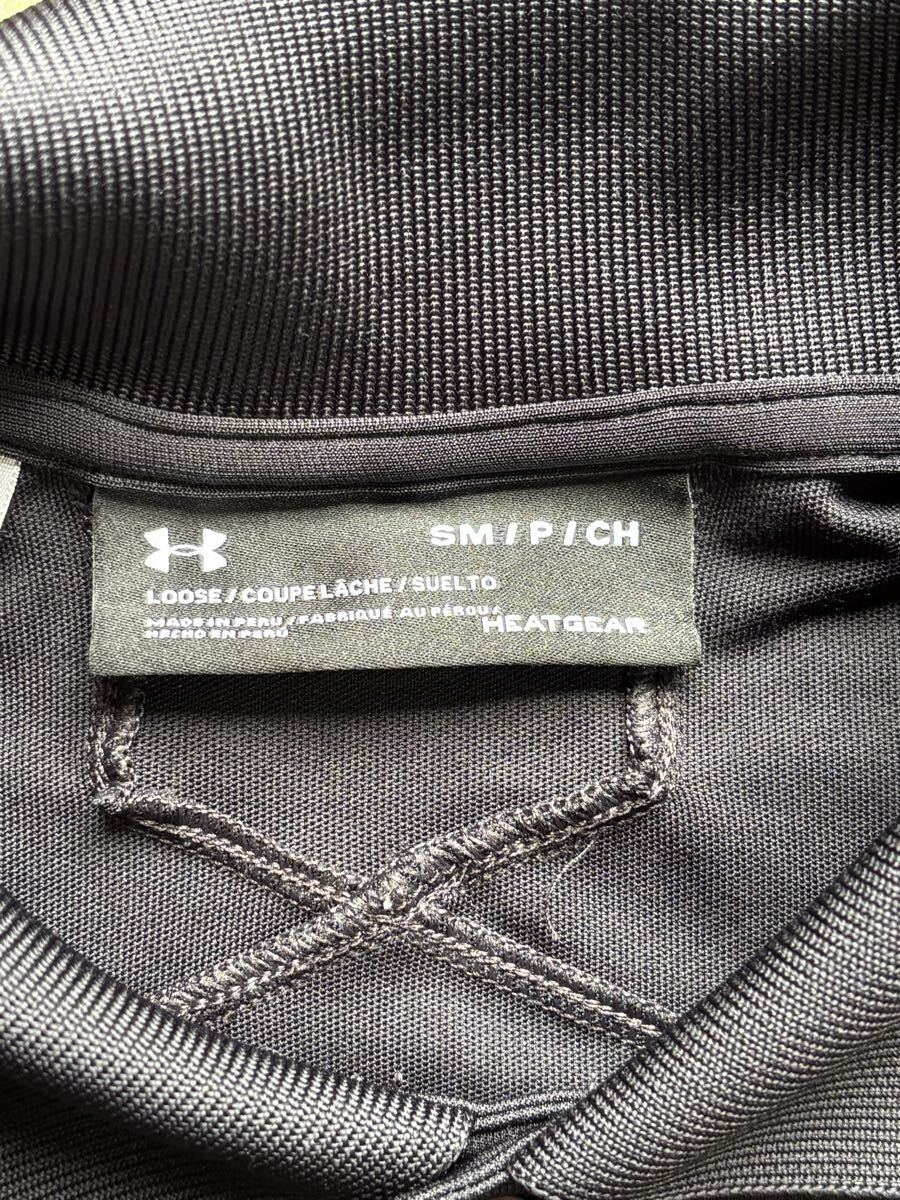 SM / P / CH
LOOSE / COUPE LÂCHE / SUELTO
MADE IN PERU / FABRIQUÉ AU PÉROU /
HECHO EN PERÚ
HEATGEAR